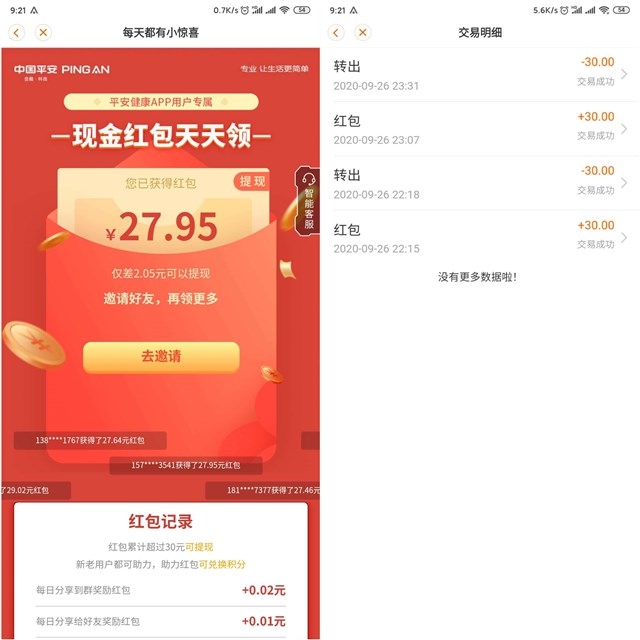 9:21
0.7K/s
54
每天都有小惊喜
中国平安 PING AN
金融·科技
专业 让生活更简单
平安健康APP用户专属
现金红包天天领
您已获得红包
提现
智能客服
¥27.95
仅差2.05元可以提现
邀请好友，再领更多
去邀请
138****1767获得了27.64元红包
157****3541获得了27.95元红包
了29.02元红包
181****7377获得了27.46元
红包记录
红包累计超过30元可提现
新老用户都可助力，助力红包可兑换积分
每日分享到群奖励红包
+0.02元
每日分享给好友奖励红包
+0.01元
9:21
5.6K/s
54
交易明细
转出
-30.00
2020-09-26 23:31
交易成功
红包
+30.00
2020-09-26 23:07
交易成功
转出
-30.00
2020-09-26 22:18
交易成功
红包
+30.00
2020-09-26 22:15
交易成功
没有更多数据啦！